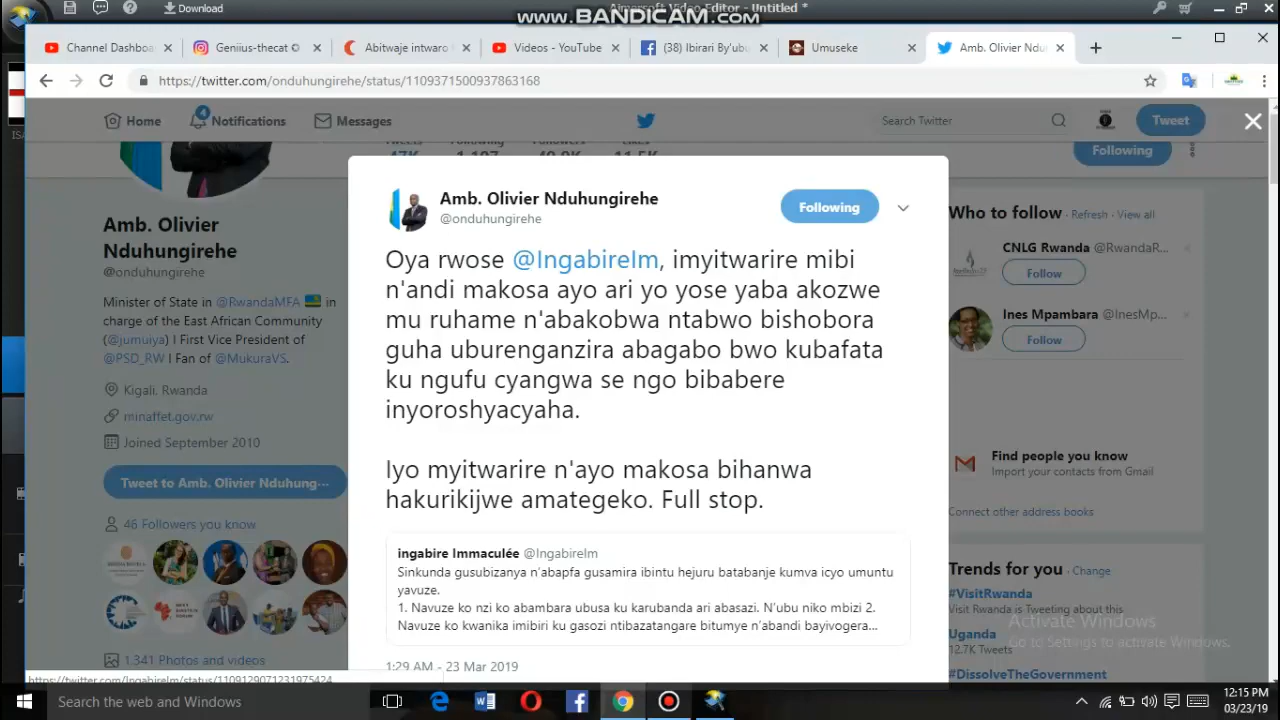 Aimersoft Video Editor - Untitled *
www.BANDICAM.com
Download
Channel Dashboa
Geniius-thecat
Abitwaje intwaro
Videos - YouTube
(38) Ibirari By'ub
Umuseke
Amb. Olivier Ndu
https://twitter.com/onduhungirehe/status/1109371500937863168
Home
4
Notifications
Messages
Search Twitter
Tweet
Following
Amb. Olivier
Nduhungirehe
@onduhungirehe
Minister of State in @RwandaMFA in
charge of the East African Community
(@jumuiya) I First Vice President of
@PSD_RW I Fan of @MukuraVS.
Kigali, Rwanda
minaffet.gov.rw
Joined September 2010
Tweet to Amb. Olivier Nduhung...
46 Followers you know
1,341 Photos and videos
Amb. Olivier Nduhungirehe
@onduhungirehe
Following
Oya rwose @IngabireIm, imyitwarire mibi
n'andi makosa ayo ari yo yose yaba akozwe
mu ruhame n'abakobwa ntabwo bishobora
guha uburenganzira abagabo bwo kubafata
ku ngufu cyangwa se ngo bibabere
inyoroshyacyaha.
Iyo myitwarire n'ayo makosa bihanwa
hakurikijwe amategeko. Full stop.
ingabire Immaculée @IngabireIm
Sinkunda gusubizanya n'abapfa gusamira ibintu hejuru batabanje kumva icyo umuntu
yavuze.
1. Navuze ko nzi ko abambara ubusa ku karubanda ari abasazi. N'ubu niko mbizi 2.
Navuze ko kwanika imibiri ku gasozi ntibazatangare bitumye n'abandi bayivogera...
1:29 AM - 23 Mar 2019
Who to follow · Refresh · View all
CNLG Rwanda @RwandaR...
Follow
Ines Mpambara @InesMp...
Follow
Find people you know
Import your contacts from Gmail
Connect other address books
Trends for you · Change
#VisitRwanda
Visit Rwanda is Tweeting about this
Uganda
12.7K Tweets
#DissolveTheGovernment
Activate Windows
Go to Settings to activate Windows.
https://twitter.com/IngabireIm/status/1109129071231975424
Search the web and Windows
12:15 PM
03/23/19